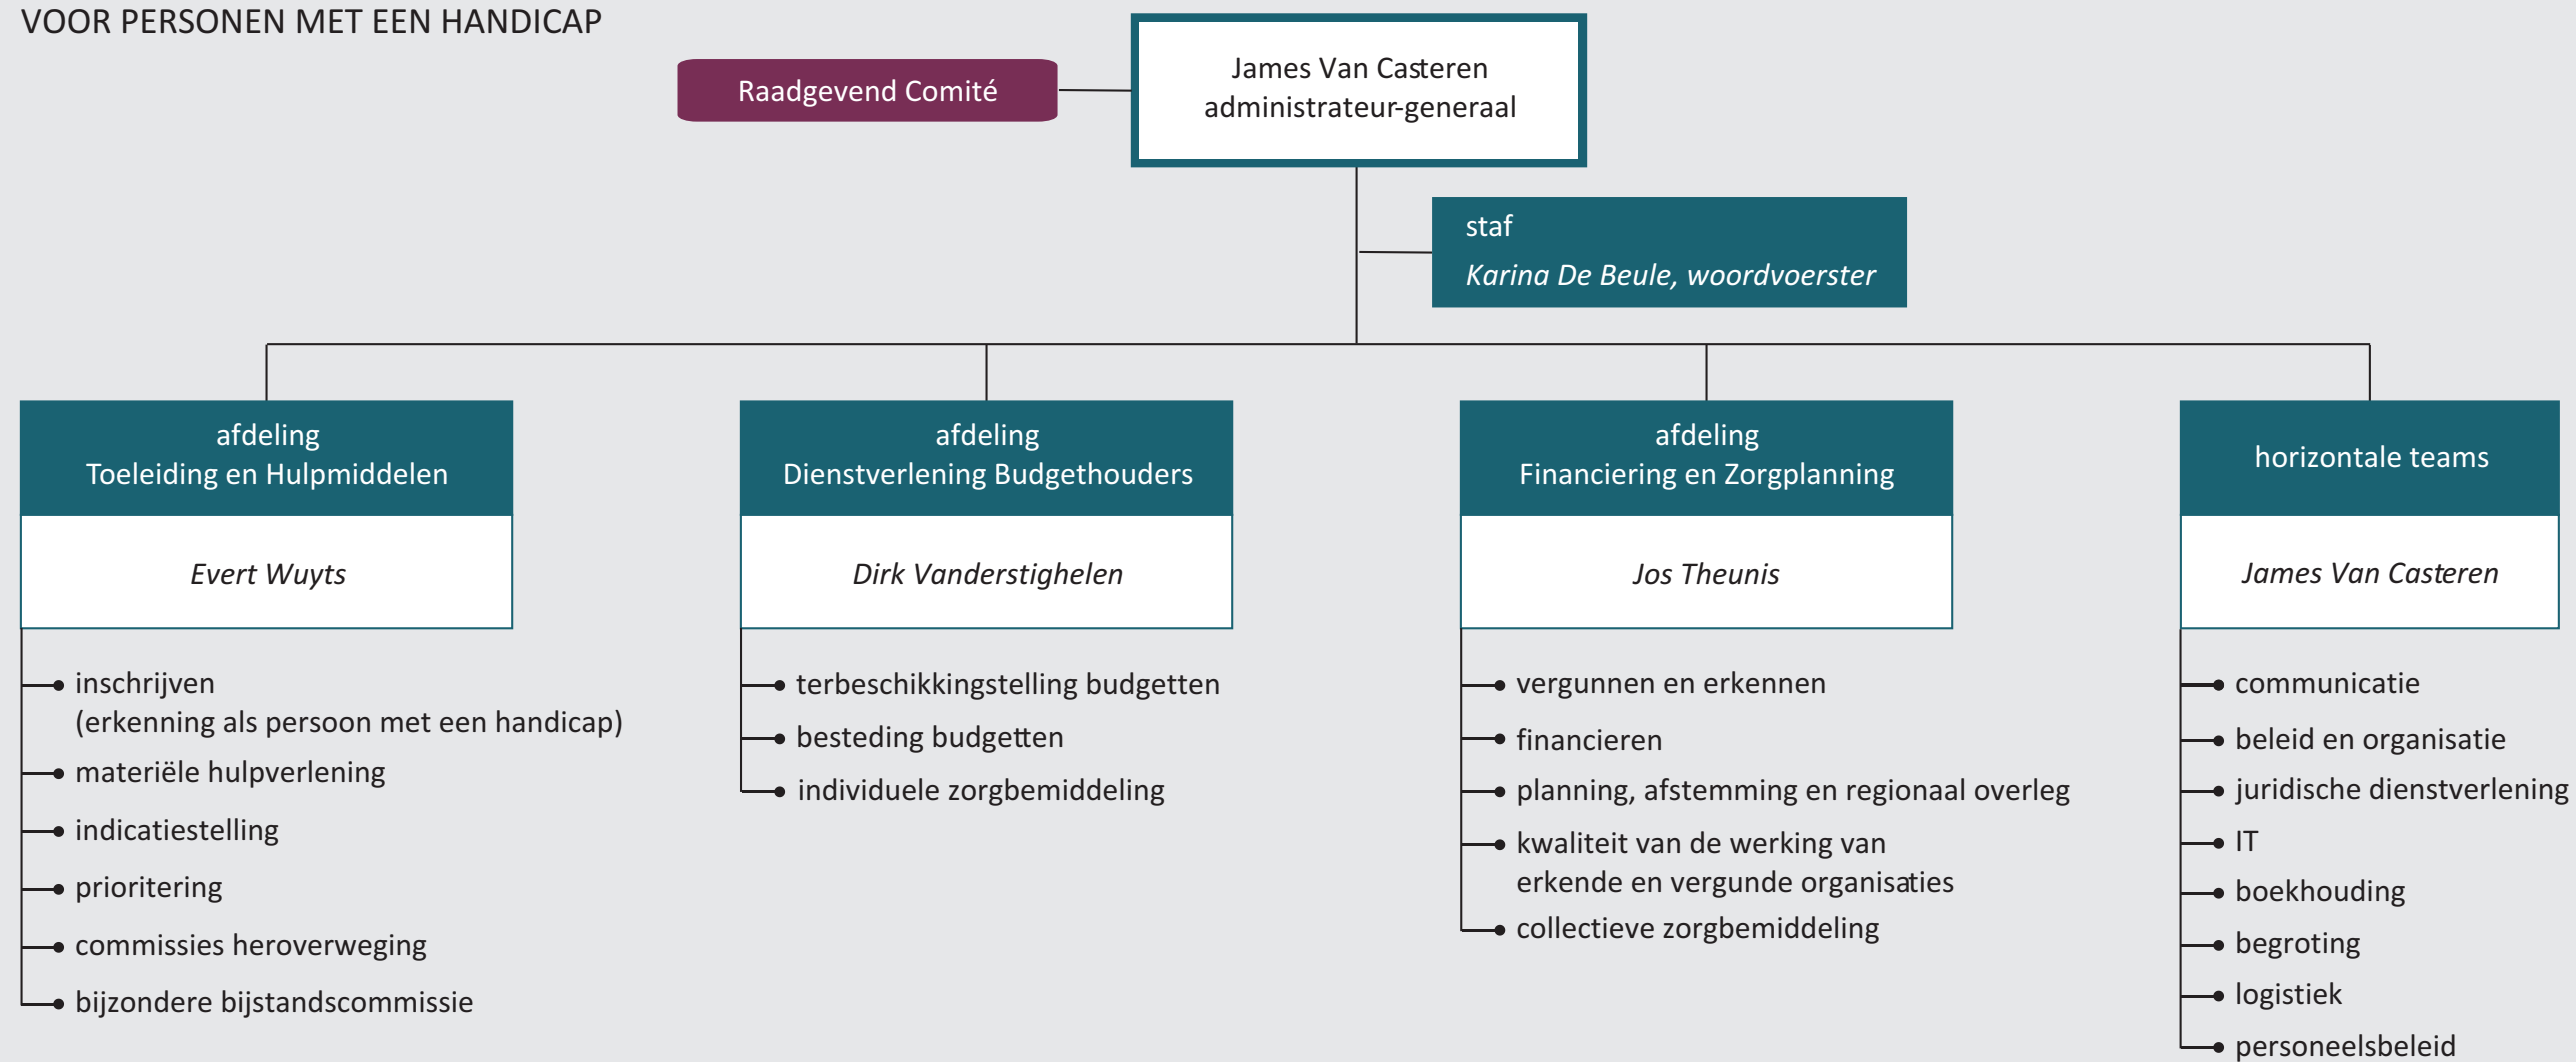 VOOR PERSONEN MET EEN HANDICAP
Raadgevend Comité
James Van Casteren
administrateur-generaal
staf
Karina De Beule, woordvoerster
afdeling
Toeleiding en Hulpmiddelen
Evert Wuyts
inschrijven
(erkenning als persoon met een handicap)
materiële hulpverlening
indicatiestelling
prioritering
commissies heroverweging
bijzondere bijstandscommissie
afdeling
Dienstverlening Budgethouders
Dirk Vanderstighelen
terbeschikkingstelling budgetten
besteding budgetten
individuele zorgbemiddeling
afdeling
Financiering en Zorgplanning
Jos Theunis
vergunnen en erkennen
financieren
planning, afstemming en regionaal overleg
kwaliteit van de werking van
erkende en vergunde organisaties
collectieve zorgbemiddeling
horizontale teams
James Van Casteren
communicatie
beleid en organisatie
juridische dienstverlening
IT
boekhouding
begroting
logistiek
personeelsbeleid